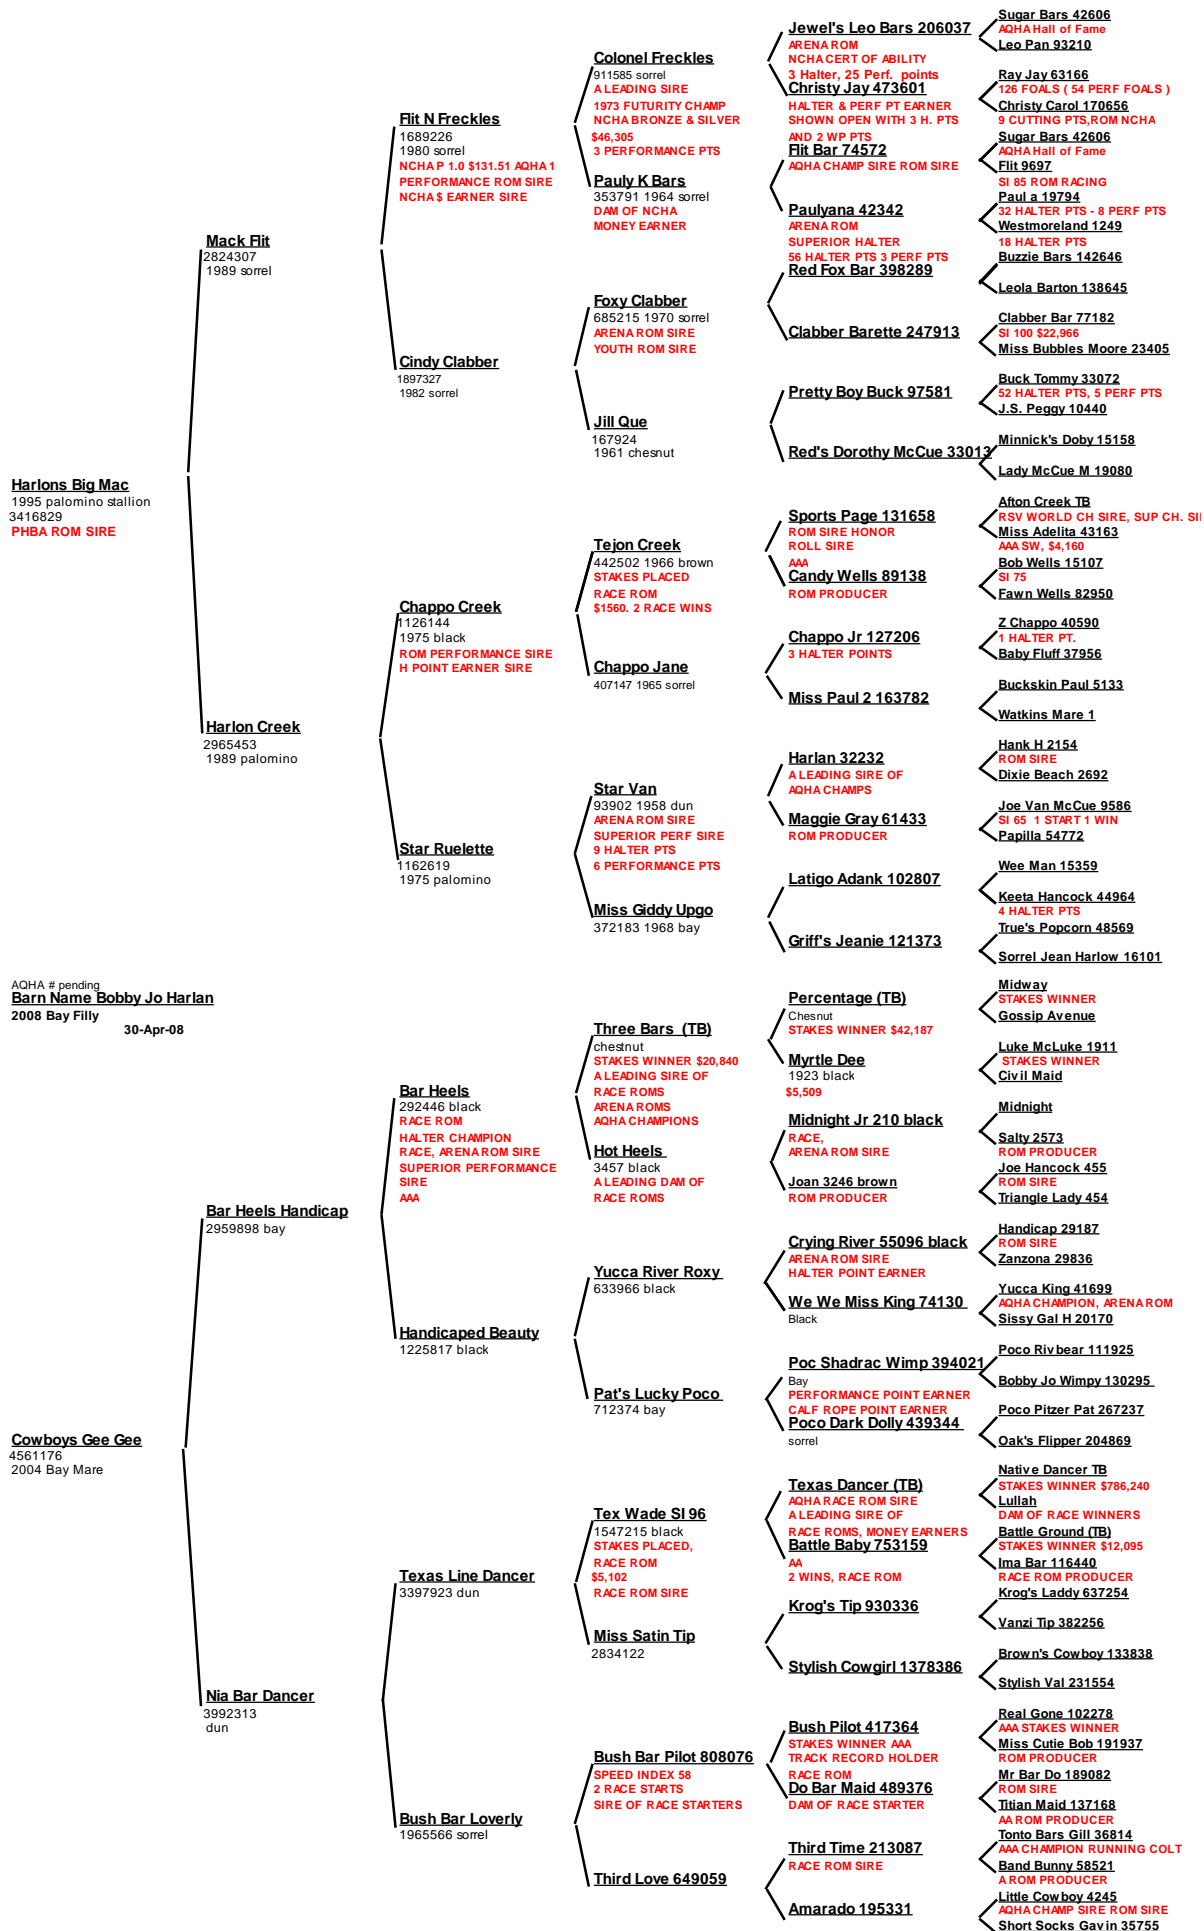 Harlons Big Mac
1995 palomino stallion
3416829
PHBA ROM SIRE
AQHA # pending
Barn Name Bobby Jo Harlan
2008 Bay Filly
30-Apr-08
Cowboys Gee Gee
4561176
2004 Bay Mare
Mack Flit
2824307
1989 sorrel
Harlon Creek
2965453
1989 palomino
Bar Heels Handicap
2959898 bay
Nia Bar Dancer
3992313
dun
Flit N Freckles
1689226
1980 sorrel
NCHA P 1.0 $131.51 AQHA 1
PERFORMANCE ROM SIRE
NCHA $ EARNER SIRE
Cindy Clabber
1897327
1982 sorrel
Chappo Creek
1126144
1975 black
ROM PERFORMANCE SIRE
H POINT EARNER SIRE
Star Ruelette
1162619
1975 palomino
Bar Heels
292446 black
RACE ROM
HALTER CHAMPION
RACE, ARENA ROM SIRE
SUPERIOR PERFORMANCE
SIRE
AAA
Handicaped Beauty
1225817 black
Texas Line Dancer
3397923 dun
Bush Bar Loverly
1965566 sorrel
Colonel Freckles
911585 sorrel
A LEADING SIRE
1973 FUTURITY CHAMP
NCHA BRONZE & SILVER
$46,305
3 PERFORMANCE PTS
Pauly K Bars
353791 1964 sorrel
DAM OF NCHA
MONEY EARNER
Foxy Clabber
685215 1970 sorrel
ARENA ROM SIRE
YOUTH ROM SIRE
Jill Que
167924
1961 chesnut
Tejon Creek
442502 1966 brown
STAKES PLACED
RACE ROM
$1560. 2 RACE WINS
Chappo Jane
407147 1965 sorrel
Star Van
93902 1958 dun
ARENA ROM SIRE
SUPERIOR PERF SIRE
9 HALTER PTS
6 PERFORMANCE PTS
Miss Giddy Upgo
372183 1968 bay
Three Bars (TB)
chestnut
STAKES WINNER $20,840
A LEADING SIRE OF
RACE ROMS
ARENA ROMS
AQHA CHAMPIONS
Hot Heels
3457 black
A LEADING DAM OF
RACE ROMS
Yucca River Roxy
633966 black
Pat's Lucky Poco
712374 bay
Tex Wade SI 96
1547215 black
STAKES PLACED,
RACE ROM
$5,102
RACE ROM SIRE
Miss Satin Tip
2834122
Bush Bar Pilot 808076
SPEED INDEX 58
2 RACE STARTS
SIRE OF RACE STARTERS
Third Love 649059
Jewel's Leo Bars 206037
ARENA ROM
NCHA CERT OF ABILITY
3 Halter, 25 Perf. points
Christy Jay 473601
HALTER & PERF PT EARNER
SHOWN OPEN WITH 3 H. PTS
AND 2 WP PTS
Flit Bar 74572
AQHA CHAMP SIRE ROM SIRE
Paulyana 42342
ARENA ROM
SUPERIOR HALTER
56 HALTER PTS 3 PERF PTS
Red Fox Bar 398289
Clabber Barette 247913
Pretty Boy Buck 97581
Red's Dorothy McCue 33013
Sports Page 131658
ROM SIRE HONOR
ROLL SIRE
AAA
Candy Wells 89138
ROM PRODUCER
Chappo Jr 127206
3 HALTER POINTS
Miss Paul 2 163782
Harlan 32232
A LEADING SIRE OF
AQHA CHAMPS
Maggie Gray 61433
ROM PRODUCER
Latigo Adank 102807
Griff's Jeanie 121373
Percentage (TB)
Chesnut
STAKES WINNER $42,187
Myrtle Dee
1923 black
$5,509
Midnight Jr 210 black
RACE,
ARENA ROM SIRE
Joan 3246 brown
ROM PRODUCER
Crying River 55096 black
ARENA ROM SIRE
HALTER POINT EARNER
We We Miss King 74130
Black
Poc Shadrac Wimp 394021
Bay
PERFORMANCE POINT EARNER
CALF ROPE POINT EARNER
Poco Dark Dolly 439344
sorrel
Texas Dancer (TB)
AQHA RACE ROM SIRE
A LEADING SIRE OF
RACE ROMS, MONEY EARNERS
Battle Baby 753159
AA
2 WINS, RACE ROM
Krog's Tip 930336
Stylish Cowgirl 1378386
Bush Pilot 417364
STAKES WINNER AAA
TRACK RECORD HOLDER
RACE ROM
Do Bar Maid 489376
DAM OF RACE STARTER
Third Time 213087
RACE ROM SIRE
Amarado 195331
Sugar Bars 42606
AQHA Hall of Fame
Leo Pan 93210
Ray Jay 63166
126 FOALS ( 54 PERF FOALS )
Christy Carol 170656
9 CUTTING PTS,ROM NCHA
Sugar Bars 42606
AQHA Hall of Fame
Flit 9697
SI 85 ROM RACING
Paul a 19794
32 HALTER PTS - 8 PERF PTS
Westmoreland 1249
18 HALTER PTS
Buzzie Bars 142646
Leola Barton 138645
Clabber Bar 77182
SI 100 $22,966
Miss Bubbles Moore 23405
Buck Tommy 33072
52 HALTER PTS, 5 PERF PTS
J.S. Peggy 10440
Minnick's Doby 15158
Lady McCue M 19080
Afton Creek TB
RSV WORLD CH SIRE, SUP CH. SI
Miss Adelita 43163
AAA SW, $4,160
Bob Wells 15107
SI 75
Fawn Wells 82950
Z Chappo 40590
1 HALTER PT.
Baby Fluff 37956
Buckskin Paul 5133
Watkins Mare 1
Hank H 2154
ROM SIRE
Dixie Beach 2692
Joe Van McCue 9586
SI 65 1 START 1 WIN
Papilla 54772
Wee Man 15359
Keeta Hancock 44964
4 HALTER PTS
True's Popcorn 48569
Sorrel Jean Harlow 16101
Midway
STAKES WINNER
Gossip Avenue
Luke McLuke 1911
STAKES WINNER
Civil Maid
Midnight
Salty 2573
ROM PRODUCER
Joe Hancock 455
ROM SIRE
Triangle Lady 454
Handicap 29187
ROM SIRE
Zanzona 29836
Yucca King 41699
AQHA CHAMPION, ARENA ROM
Sissy Gal H 20170
Poco Rivbear 111925
Bobby Jo Wimpy 130295
Poco Pitzer Pat 267237
Oak's Flipper 204869
Native Dancer TB
STAKES WINNER $786,240
Lullah
DAM OF RACE WINNERS
Battle Ground (TB)
STAKES WINNER $12,095
Ima Bar 116440
RACE ROM PRODUCER
Krog's Laddy 637254
Vanzi Tip 382256
Brown's Cowboy 133838
Stylish Val 231554
Real Gone 102278
AAA STAKES WINNER
Miss Cutie Bob 191937
ROM PRODUCER
Mr Bar Do 189082
ROM SIRE
Titian Maid 137168
AA ROM PRODUCER
Tonto Bars Gill 36814
AAA CHAMPION RUNNING COLT
Band Bunny 58521
A ROM PRODUCER
Little Cowboy 4245
AQHA CHAMP SIRE ROM SIRE
Short Socks Gavin 35755